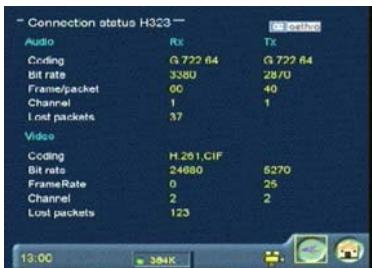 Connection status H323
aethra
Audio Rx Tx
Coding G.722 64 G.722 64
Bit rate 3380 2870
Frame/packet 60 40
Channel 1 1
Lost packets 37
Video
Coding H.261,CIF
Bit rate 24680 5270
FrameRate 0 25
Channel 2 2
Lost packets 123
13:00 384K